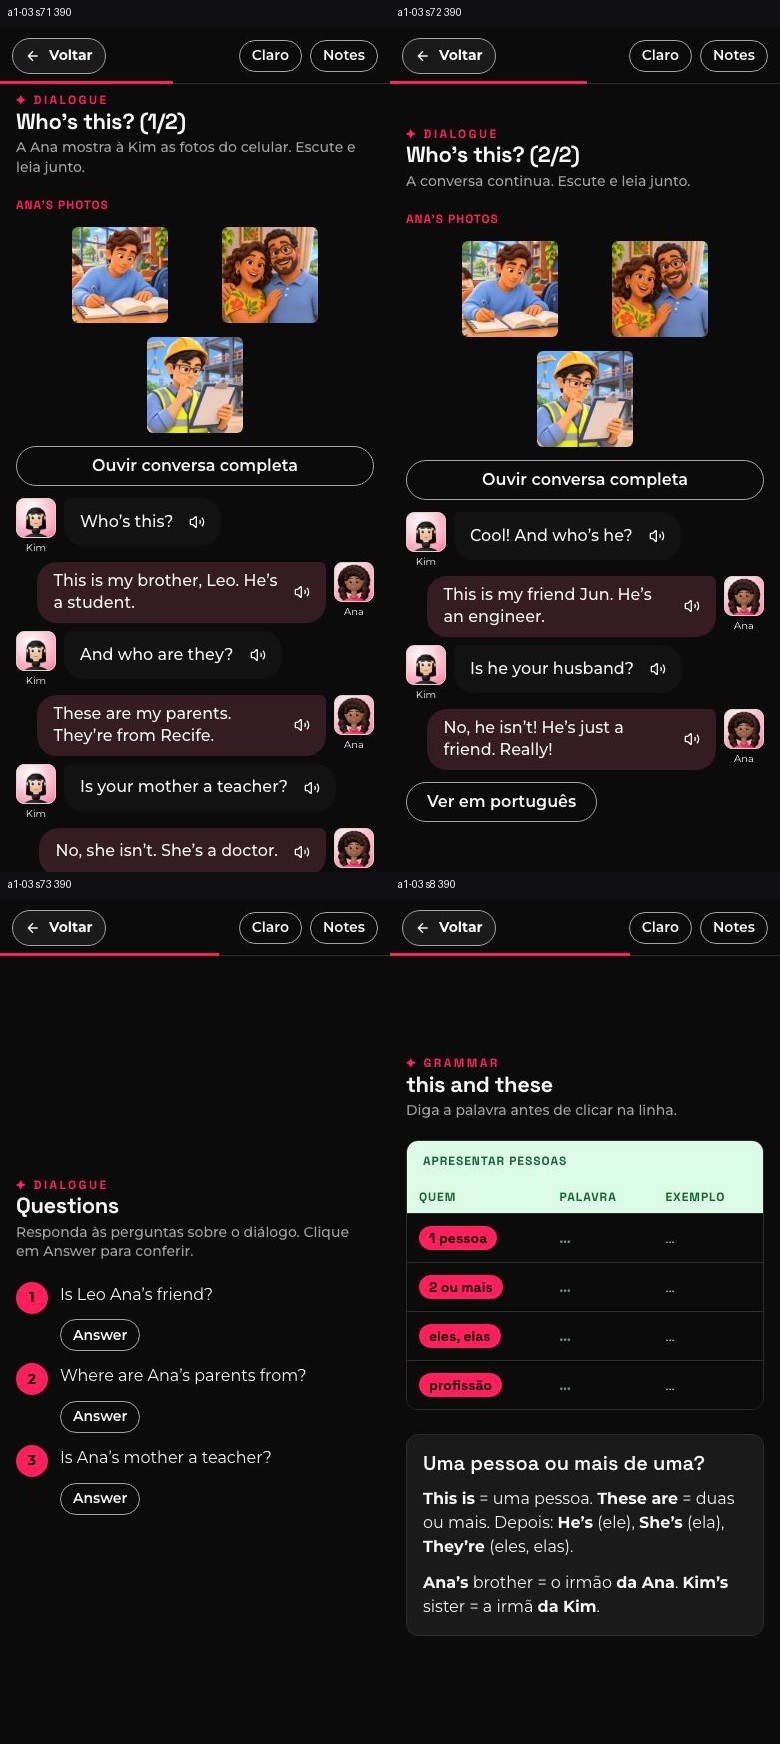 a1-03 s71 390
Voltar
Claro
Notes
DIALOGUE
Who's this? (1/2)
A Ana mostra à Kim as fotos do celular. Escute e
leia junto.
ANA'S PHOTOS
Ouvir conversa completa
Who's this?
Kim
This is my brother, Leo. He's
a student.
Ana
And who are they?
Kim
These are my parents.
They're from Recife.
Ana
Is your mother a teacher?
Kim
No, she isn't. She's a doctor.
a1-03 s72 390
Voltar
Claro
Notes
DIALOGUE
Who's this? (2/2)
A conversa continua. Escute e leia junto.
ANA'S PHOTOS
Ouvir conversa completa
Cool! And who's he?
Kim
This is my friend Jun. He's
an engineer.
Ana
Is he your husband?
Kim
No, he isn't! He's just a
friend. Really!
Ana
Ver em português
a1-03 s73 390
Voltar
Claro
Notes
DIALOGUE
Questions
Responda às perguntas sobre o diálogo. Clique
em Answer para conferir.
1 Is Leo Ana's friend?
Answer
2 Where are Ana's parents from?
Answer
3 Is Ana's mother a teacher?
Answer
a1-03 s8 390
Voltar
Claro
Notes
GRAMMAR
this and these
Diga a palavra antes de clicar na linha.
APRESENTAR PESSOAS
QUEM PALAVRA EXEMPLO
1 pessoa ... ...
2 ou mais ... ...
eles, elas ... ...
profissão ... ...
Uma pessoa ou mais de uma?
This is = uma pessoa. These are = duas
ou mais. Depois: He's (ele), She's (ela),
They're (eles, elas).
Ana's brother = o irmão da Ana. Kim's
sister = a irmã da Kim.